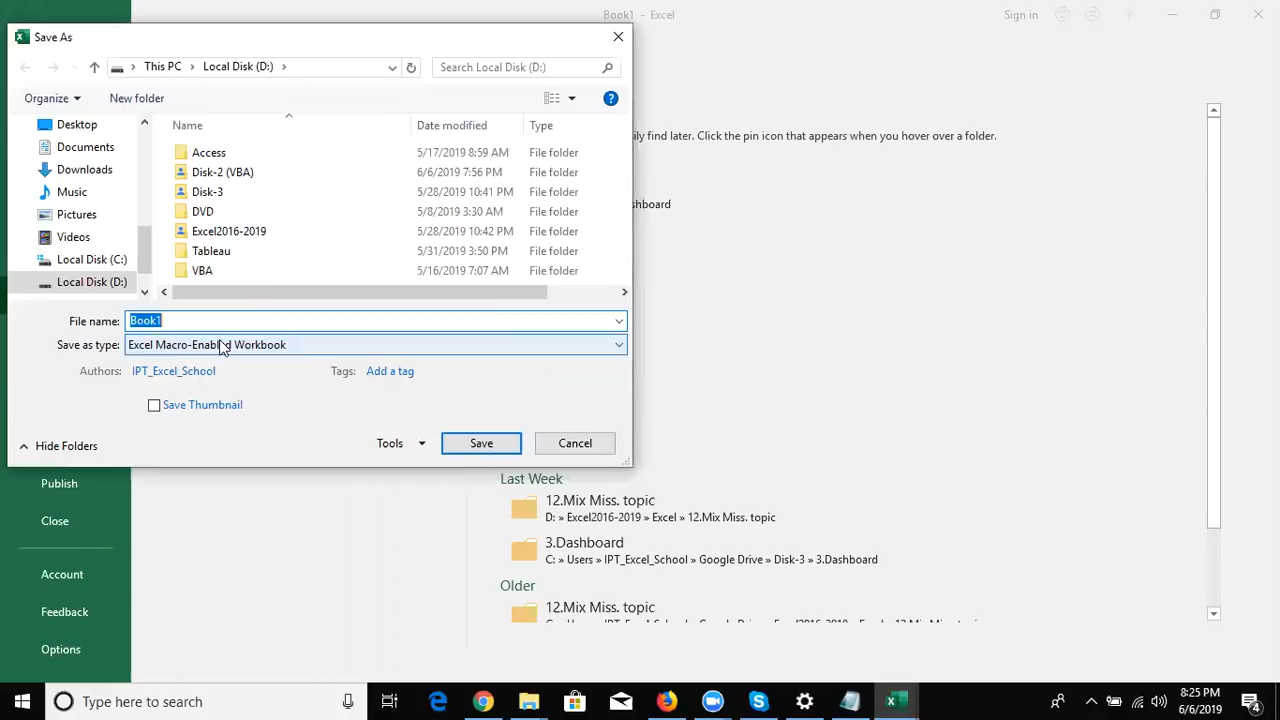 Book1 - Excel
Sign in
Save As
This PC
Local Disk (D:)
Search Local Disk (D:)
Organize
New folder
ily find later. Click the pin icon that appears when you hover over a folder.
shboard
Desktop
Documents
Downloads
Music
Pictures
Videos
Local Disk (C:)
Local Disk (D:)
Name Date modified Type
Access 5/17/2019 8:59 AM File folder
Disk-2 (VBA) 6/6/2019 7:56 PM File folder
Disk-3 5/28/2019 10:41 PM File folder
DVD 5/8/2019 3:30 AM File folder
Excel2016-2019 5/28/2019 10:42 PM File folder
Tableau 5/31/2019 3:50 PM File folder
VBA 5/16/2019 7:07 AM File folder
File name: Book1
Save as type: Excel Macro-Enabled Workbook
Authors: IPT_Excel_School Tags: Add a tag
Save Thumbnail
Hide Folders
Tools
Save
Cancel
Publish
Close
Account
Feedback
Options
Last Week
12.Mix Miss. topic
D: » Excel2016-2019 » Excel » 12.Mix Miss. topic
3.Dashboard
C: » Users » IPT_Excel_School » Google Drive » Disk-3 » 3.Dashboard
Older
12.Mix Miss. topic
Type here to search
8:25 PM
6/6/2019
4